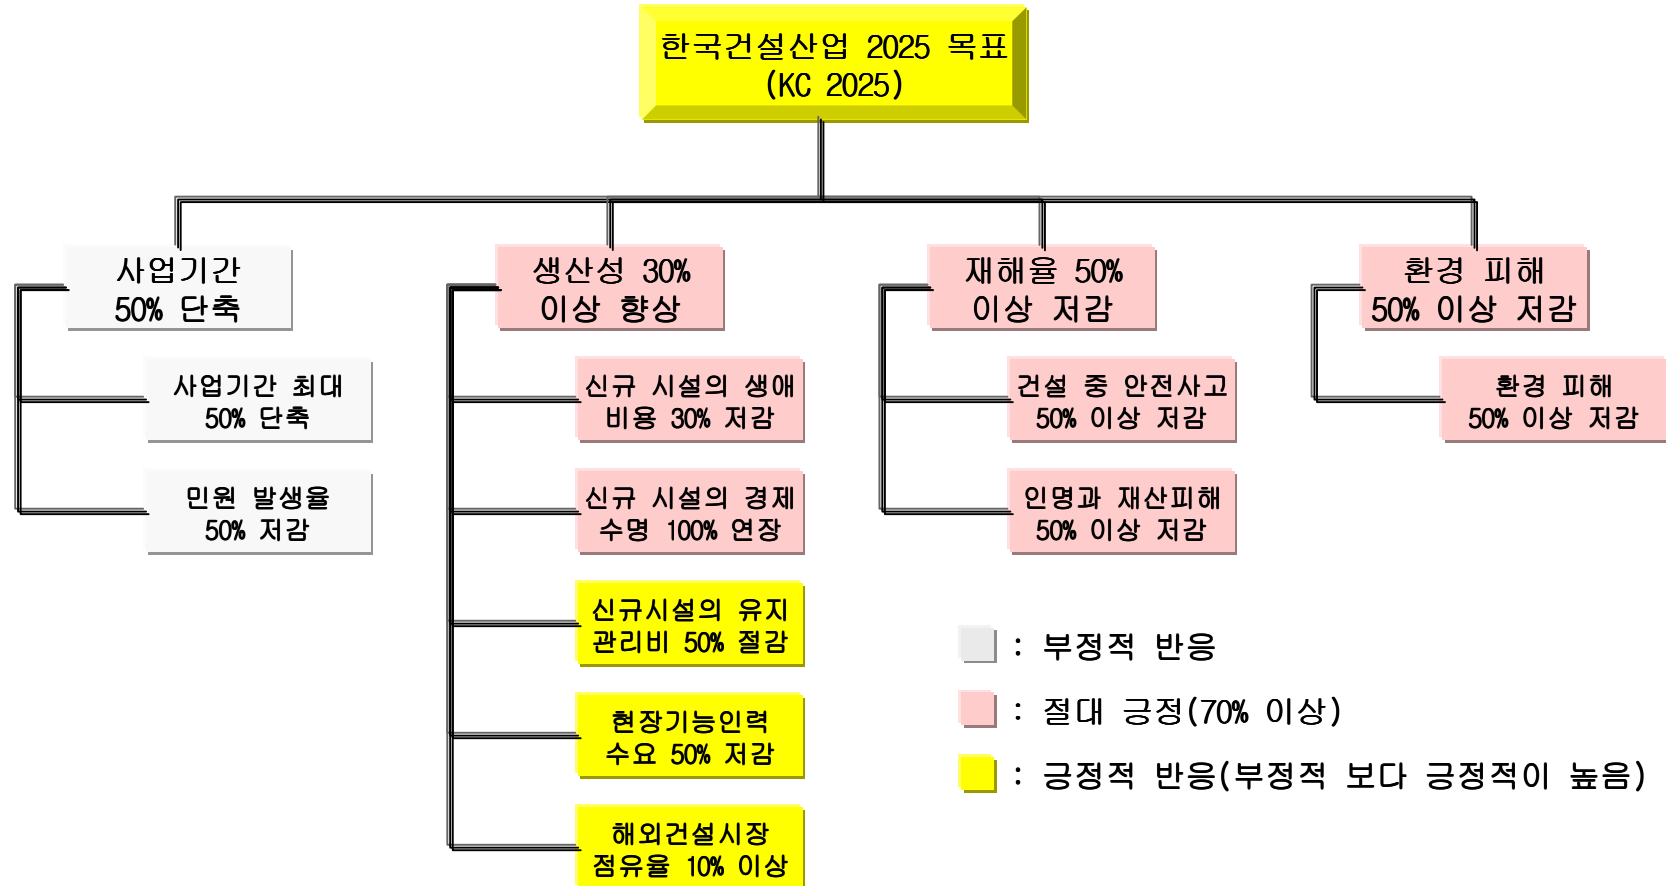 한국건설산업 2025 목표
(KC 2025)
사업기간
50% 단축
사업기간 최대
50% 단축
민원 발생율
50% 저감
생산성 30%
이상 향상
신규 시설의 생애
비용 30% 저감
신규 시설의 경제
수명 100% 연장
신규시설의 유지
관리비 50% 절감
현장기능인력
수요 50% 저감
해외건설시장
점유율 10% 이상
재해율 50%
이상 저감
건설 중 안전사고
50% 이상 저감
인명과 재산피해
50% 이상 저감
환경 피해
50% 이상 저감
환경 피해
50% 이상 저감
: 부정적 반응
: 절대 긍정(70% 이상)
: 긍정적 반응(부정적 보다 긍정적이 높음)